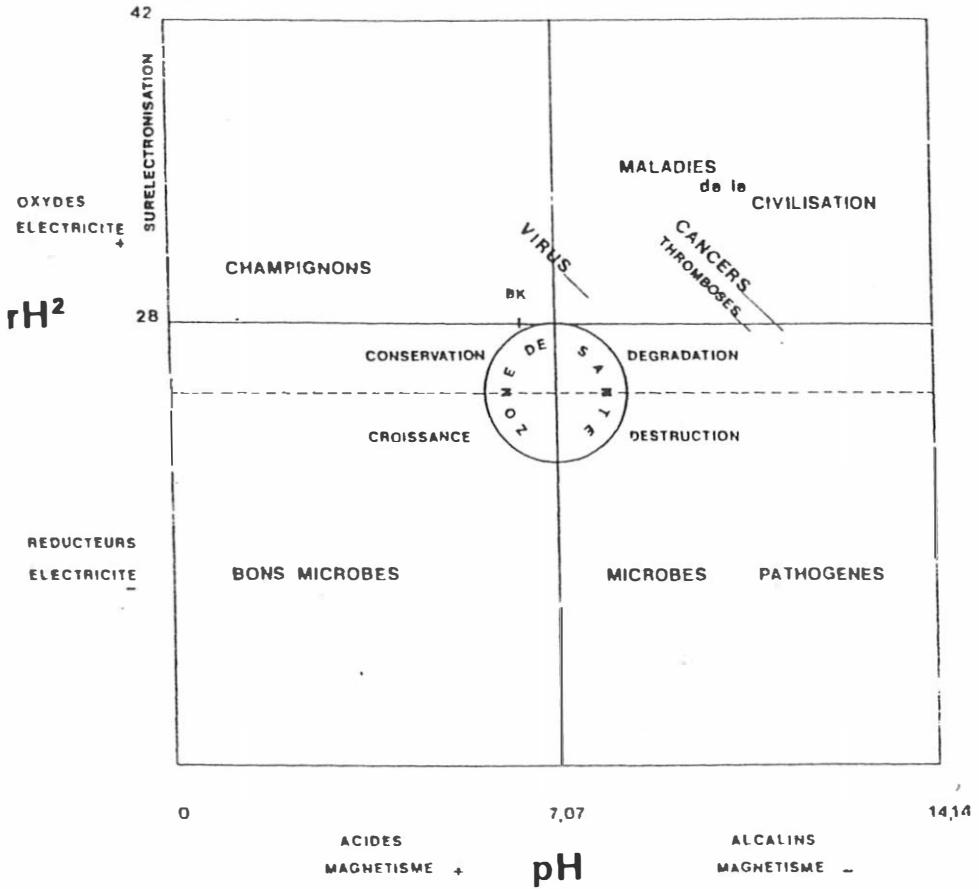 42
SURELECTRONISATION
OXYDES
ELECTRICITE
+
rH²
28
MALADIES
de la
CIVILISATION
VIRUS
CANCERS
THROMBOSES
CHAMPIGNONS
BK
CONSERVATION
DEGRADATION
ZONE DE SANTE
CROISSANCE
DESTRUCTION
REDUCTEURS
ELECTRICITE
-
BONS MICROBES
MICROBES PATHOGENES
0
7,07
14,14
ACIDES
MAGNETISME +
pH
ALCALINS
MAGNETISME -